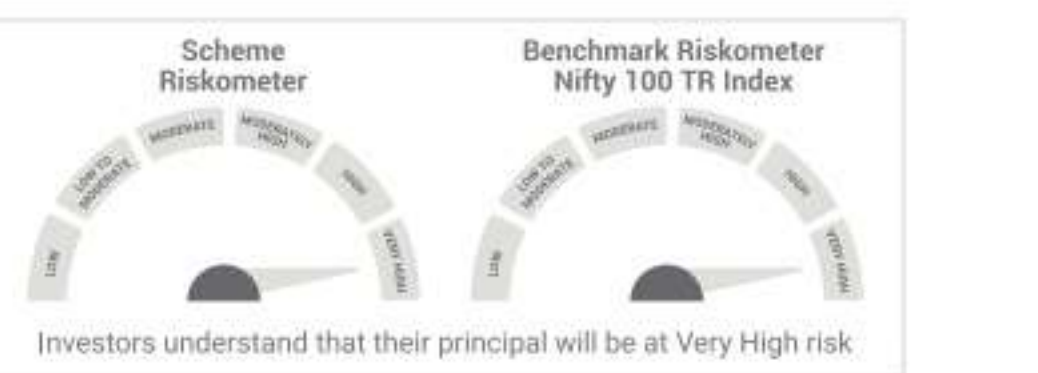 Scheme
Riskometer
LOW
LOW TO
MODERATE
MODERATE
MODERATELY
HIGH
HIGH
VERY HIGH
Benchmark Riskometer
Nifty 100 TR Index
LOW
LOW TO
MODERATE
MODERATE
MODERATELY
HIGH
HIGH
VERY HIGH
Investors understand that their principal will be at Very High risk